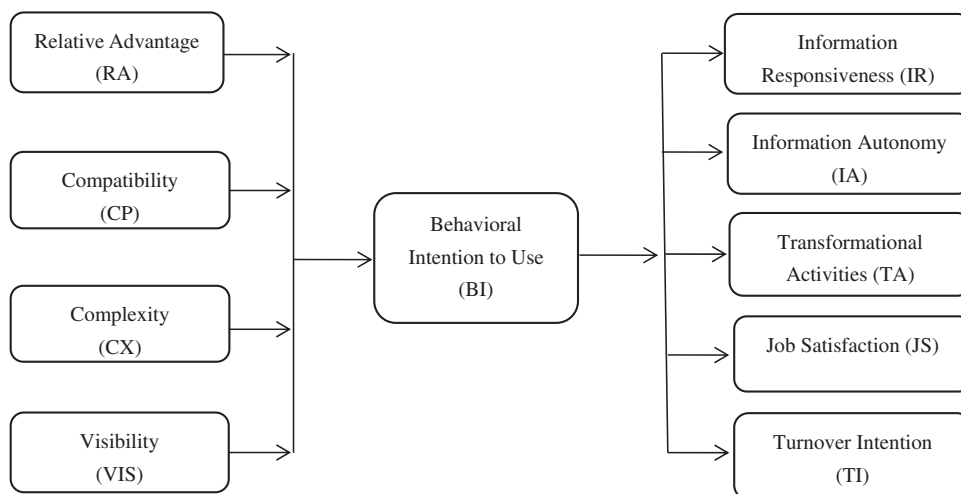 Relative Advantage
(RA)
Compatibility
(CP)
Complexity
(CX)
Visibility
(VIS)
Behavioral
Intention to Use
(BI)
Information
Responsiveness (IR)
Information Autonomy
(IA)
Transformational
Activities (TA)
Job Satisfaction (JS)
Turnover Intention
(TI)